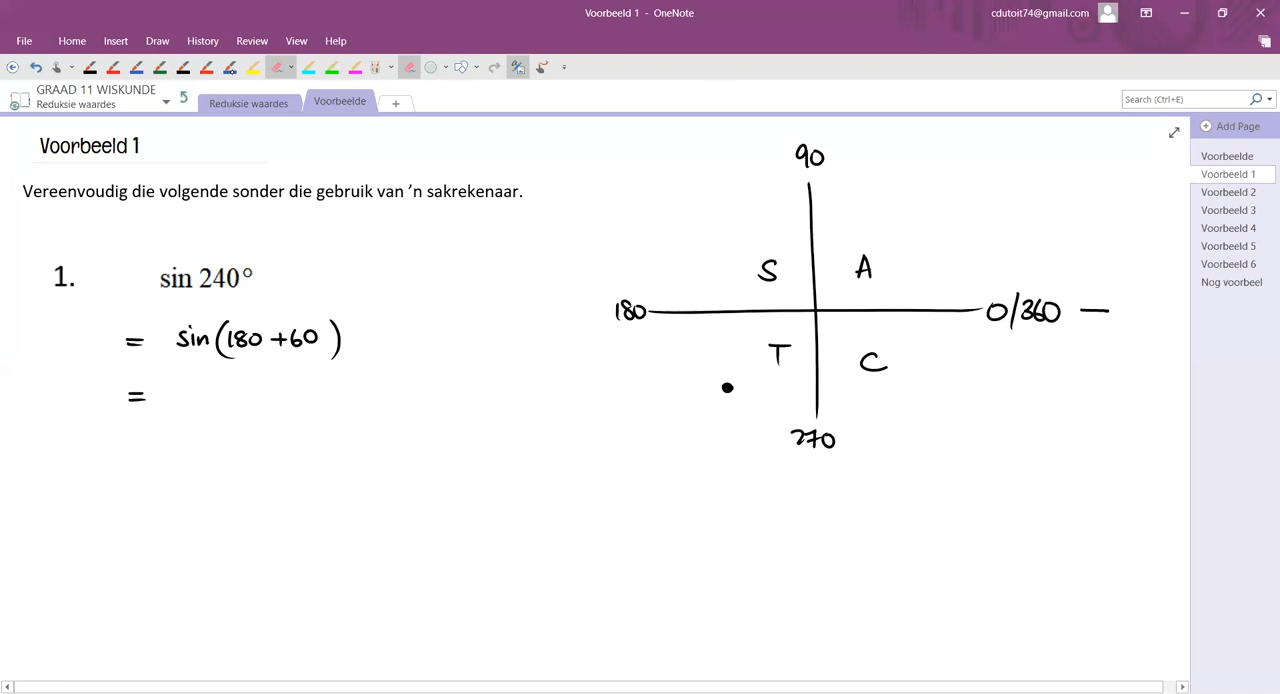 Voorbeeld 1 - OneNote
cdutoit74@gmail.com
File Home Insert Draw History Review View Help
GRAAD 11 WISKUNDE
Reduksie waardes
Reduksie waardes
Voorbeelde
+
Search (Ctrl+E)
Add Page
Voorbeelde
Voorbeeld 1
Voorbeeld 2
Voorbeeld 3
Voorbeeld 4
Voorbeeld 5
Voorbeeld 6
Nog voorbeel
Voorbeeld 1
Vereenvoudig die volgende sonder die gebruik van ’n sakrekenaar.
1. sin 240°
= sin(180 +60)
=
90
S A
180 0/360 —
T C
270